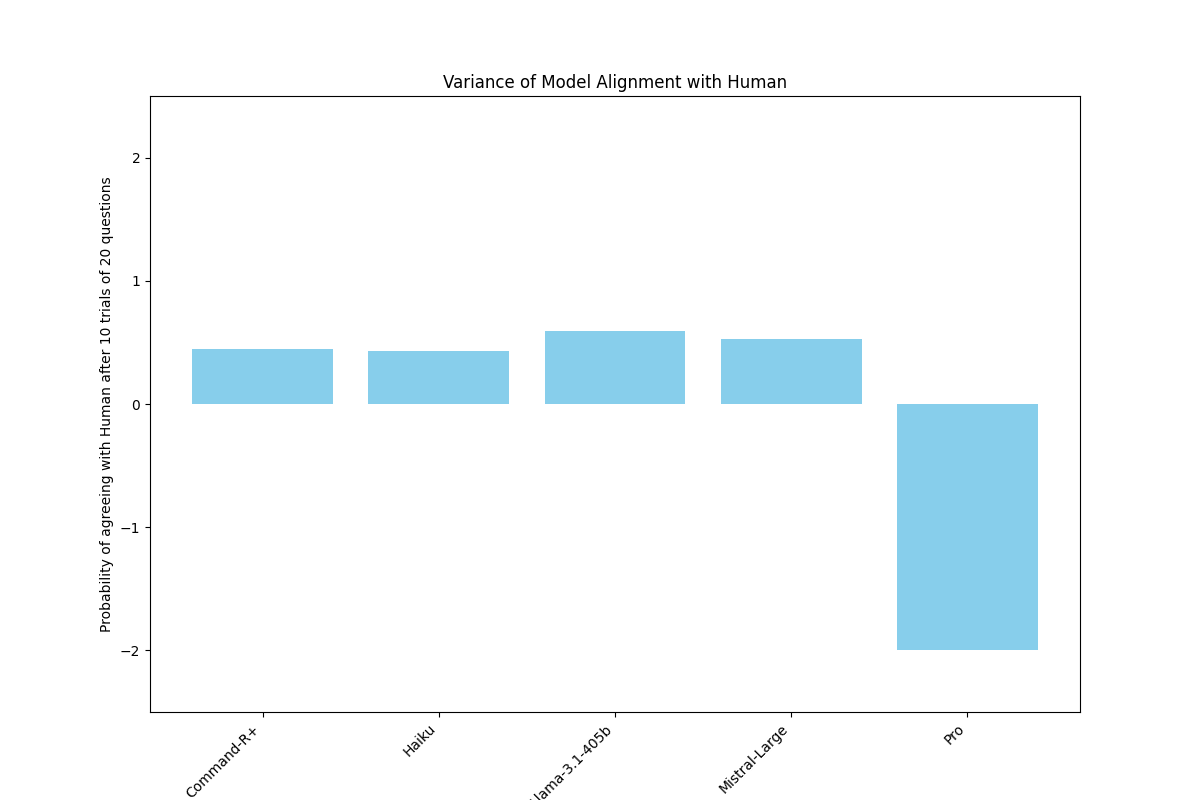 Variance of Model Alignment with Human
Probability of agreeing with Human after 10 trials of 20 questions
2
1
0
−1
−2
Command-R+
Haiku
Llama-3.1-405b
Mistral-Large
Pro